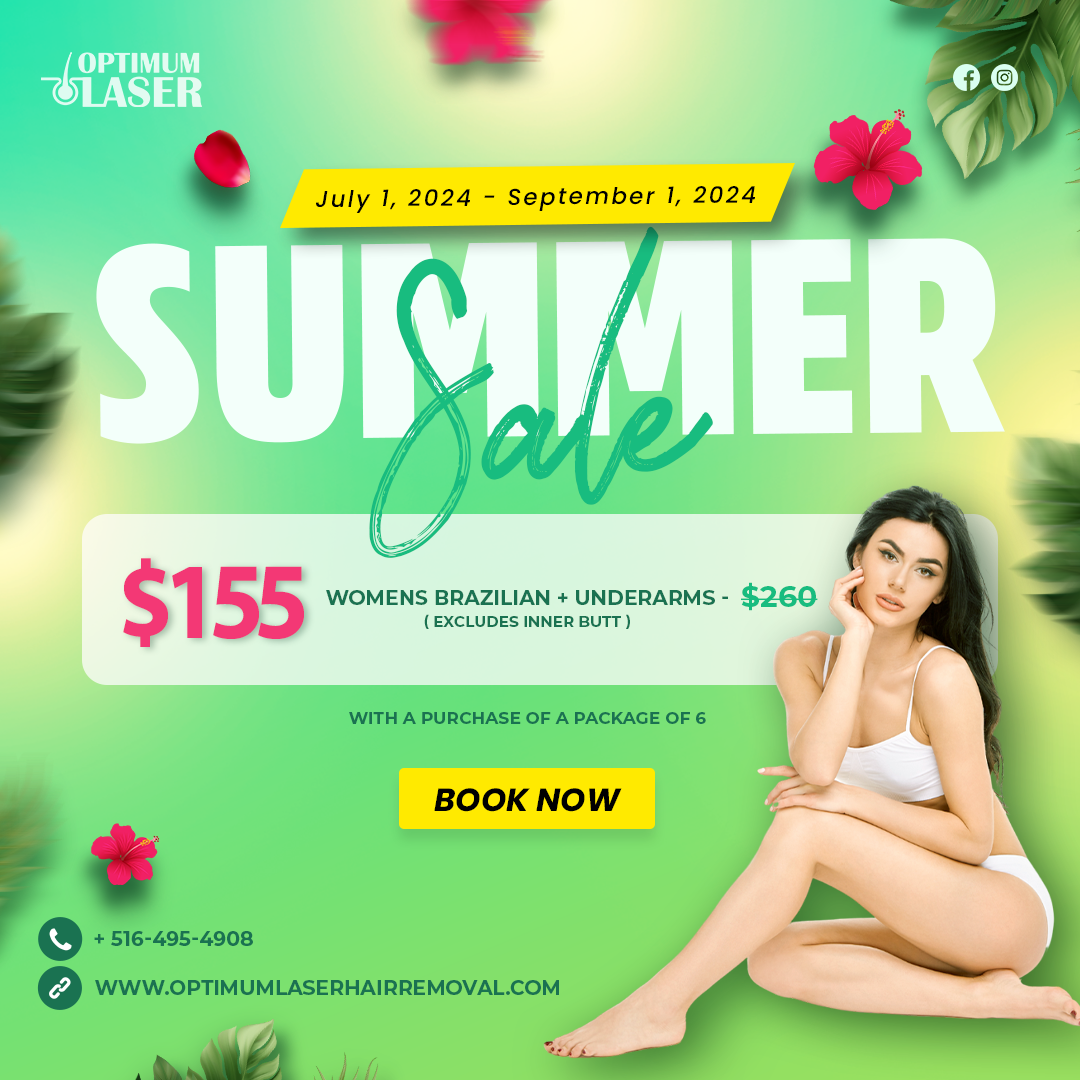 OPTIMUM
LASER
July 1, 2024 - September 1, 2024
SUMMER
Sale
$155
WOMENS BRAZILIAN + UNDERARMS - $260
( EXCLUDES INNER BUTT )
WITH A PURCHASE OF A PACKAGE OF 6
BOOK NOW
+ 516-495-4908
WWW.OPTIMUMLASERHAIRREMOVAL.COM